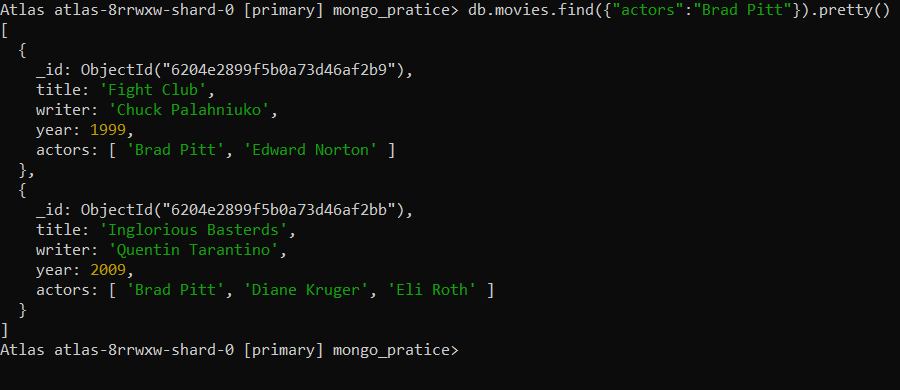 Atlas atlas-8rrwxw-shard-0 [primary] mongo_pratice> db.movies.find({"actors":"Brad Pitt"}).pretty()
[
  {
    _id: ObjectId("6204e2899f5b0a73d46af2b9"),
    title: 'Fight Club',
    writer: 'Chuck Palahniuko',
    year: 1999,
    actors: [ 'Brad Pitt', 'Edward Norton' ]
  },
  {
    _id: ObjectId("6204e2899f5b0a73d46af2bb"),
    title: 'Inglorious Basterds',
    writer: 'Quentin Tarantino',
    year: 2009,
    actors: [ 'Brad Pitt', 'Diane Kruger', 'Eli Roth' ]
  }
]
Atlas atlas-8rrwxw-shard-0 [primary] mongo_pratice>